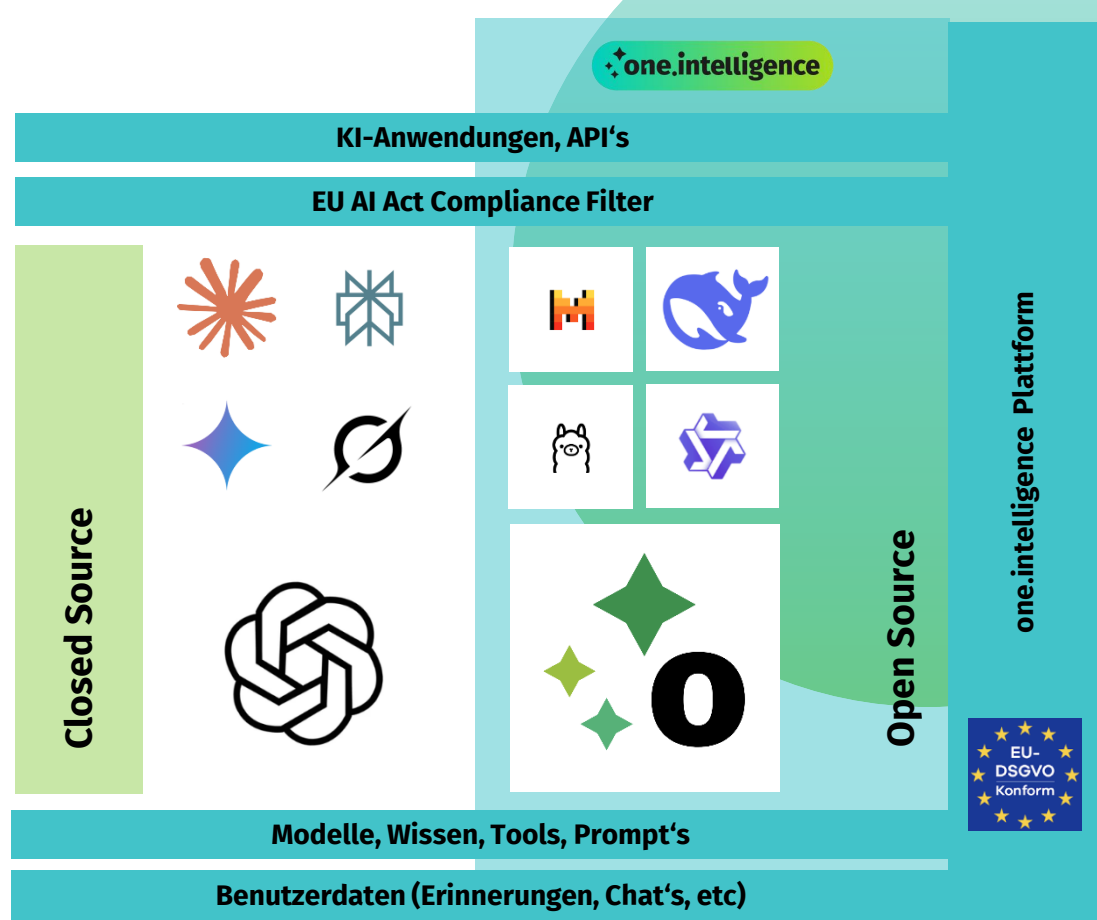 one.intelligence
KI-Anwendungen, API‘s
EU AI Act Compliance Filter
Closed Source
Open Source
one.intelligence Plattform
EU-
DSGVO
Konform
o
Modelle, Wissen, Tools, Prompt‘s
Benutzerdaten (Erinnerungen, Chat‘s, etc)